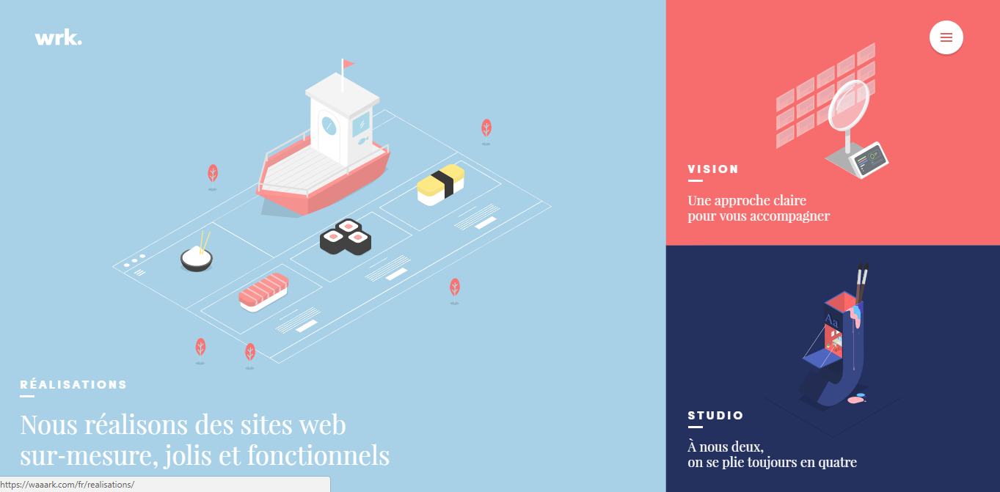 wrk.
RÉALISATIONS
Nous réalisons des sites web
sur-mesure, jolis et fonctionnels
https://waaark.com/fr/realisations/
VISION
Une approche claire
pour vous accompagner
Aa
STUDIO
À nous deux,
on se plie toujours en quatre